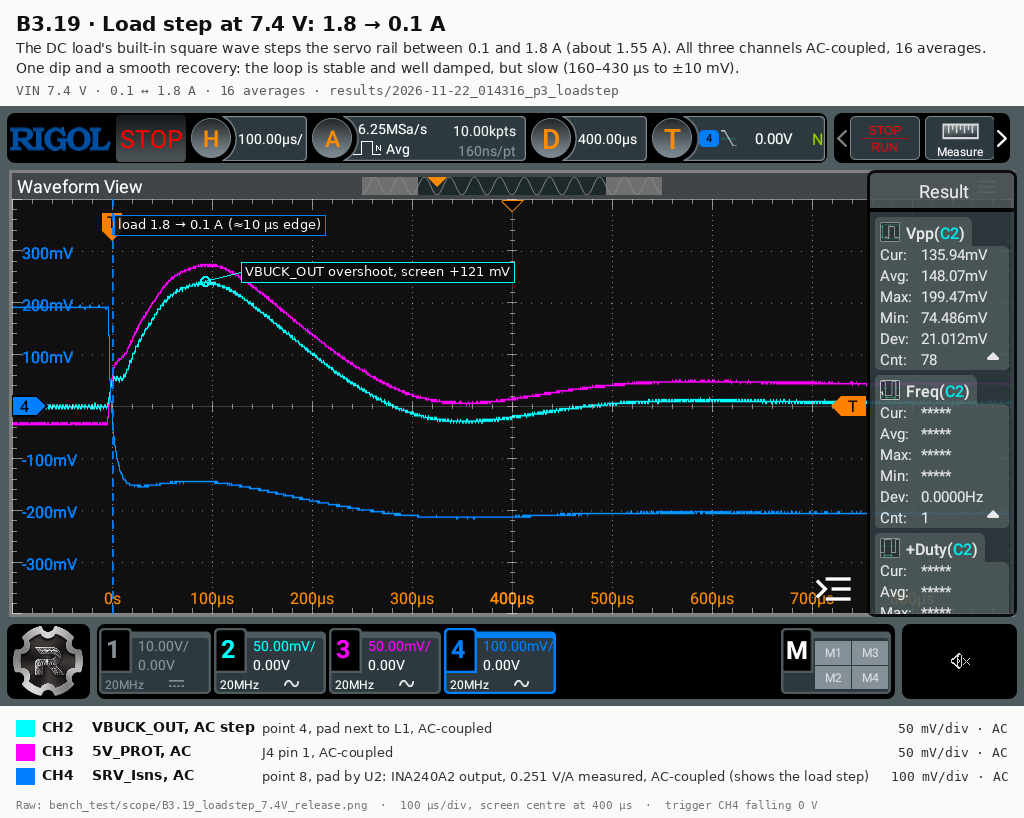 B3.19 · Load step at 7.4 V: 1.8 → 0.1 A
The DC load's built-in square wave steps the servo rail between 0.1 and 1.8 A (about 1.55 A). All three channels AC-coupled, 16 averages.
One dip and a smooth recovery: the loop is stable and well damped, but slow (160–430 µs to ±10 mV).
VIN 7.4 V · 0.1 ↔ 1.8 A · 16 averages · results/2026-11-22_014316_p3_loadstep
RIGOL STOP H 100.00µs/ A 6.25MSa/s 10.00kpts D 400.00µs T 4 0.00V N STOP
N Avg 160ns/pt RUN Measure
Waveform View Result
T load 1.8 → 0.1 A (≈10 µs edge)
VBUCK_OUT overshoot, screen +121 mV
300mV
200mV
100mV
4 T
-100mV
-200mV
-300mV
0s 100µs 200µs 300µs 400µs 500µs 600µs 700µs
Vpp(C2)
Cur: 135.94mV
Avg: 148.07mV
Max: 199.47mV
Min: 74.486mV
Dev: 21.012mV
Cnt: 78
Freq(C2)
Cur: *****
Avg: *****
Max: *****
Min: *****
Dev: 0.0000Hz
Cnt: 1
+Duty(C2)
Cur: *****
Avg: *****
Max: *****
R 1 10.00V/ 2 50.00mV/ 3 50.00mV/ 4 100.00mV/ M M1 M3
0.00V 0.00V 0.00V 0.00V M2 M4
20MHz 20MHz 20MHz 20MHz
CH2 VBUCK_OUT, AC step point 4, pad next to L1, AC-coupled 50 mV/div · AC
CH3 5V_PROT, AC J4 pin 1, AC-coupled 50 mV/div · AC
CH4 SRV_Isns, AC point 8, pad by U2: INA240A2 output, 0.251 V/A measured, AC-coupled (shows the load step) 100 mV/div · AC
Raw: bench_test/scope/B3.19_loadstep_7.4V_release.png · 100 µs/div, screen centre at 400 µs · trigger CH4 falling 0 V